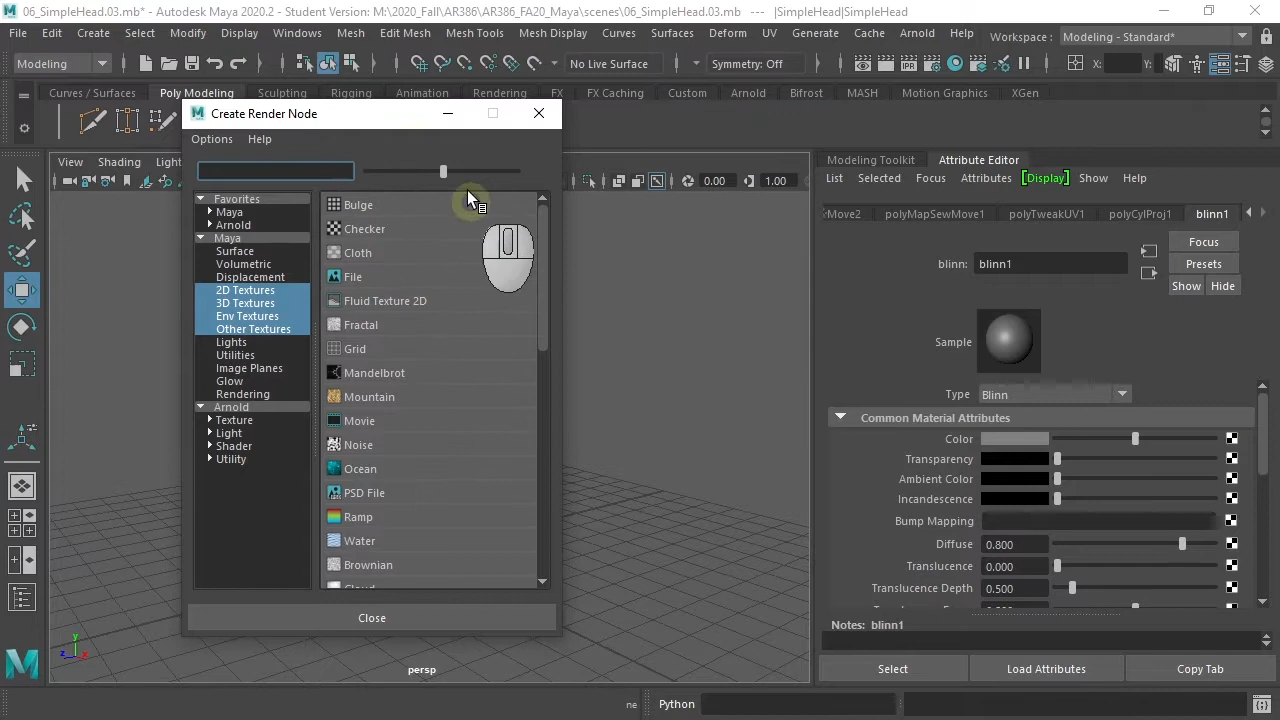 06_SimpleHead.03.mb* - Autodesk Maya 2020.2 - Student Version: M:\2020_Fall\AR386\AR386_FA20_Maya\scenes\06_SimpleHead.03.mb --- |SimpleHead|SimpleHead
File Edit Create Select Modify Display Windows Mesh Edit Mesh Mesh Tools Mesh Display Curves Surfaces Deform UV Generate Cache Arnold Help Workspace : Modeling - Standard*
Modeling No Live Surface Symmetry: Off X: Y:
Curves / Surfaces Poly Modeling Sculpting Rigging Animation Rendering FX FX Caching Custom Arnold Bifrost MASH Motion Graphics XGen
Create Render Node
Options Help
View Shading 0.00 1.00
Favorites
Maya
Arnold
Maya
Surface
Volumetric
Displacement
2D Textures
3D Textures
Env Textures
Other Textures
Lights
Utilities
Image Planes
Glow
Rendering
Arnold
Texture
Light
Shader
Utility
Bulge
Checker
Cloth
File
Fluid Texture 2D
Fractal
Grid
Mandelbrot
Mountain
Movie
Noise
Ocean
PSD File
Ramp
Water
Brownian
Close
persp
Modeling Toolkit Attribute Editor
List Selected Focus Attributes [Display] Show Help
polyMapSewMove1 polyTweakUV1 polyCylProj1 blinn1
blinn: blinn1
Focus
Presets
Show Hide
Sample
Type Blinn
Common Material Attributes
Color
Transparency
Ambient Color
Incandescence
Bump Mapping
Diffuse 0.800
Translucence 0.000
Translucence Depth 0.500
Notes: blinn1
Select Load Attributes Copy Tab
ne Python
y
z x